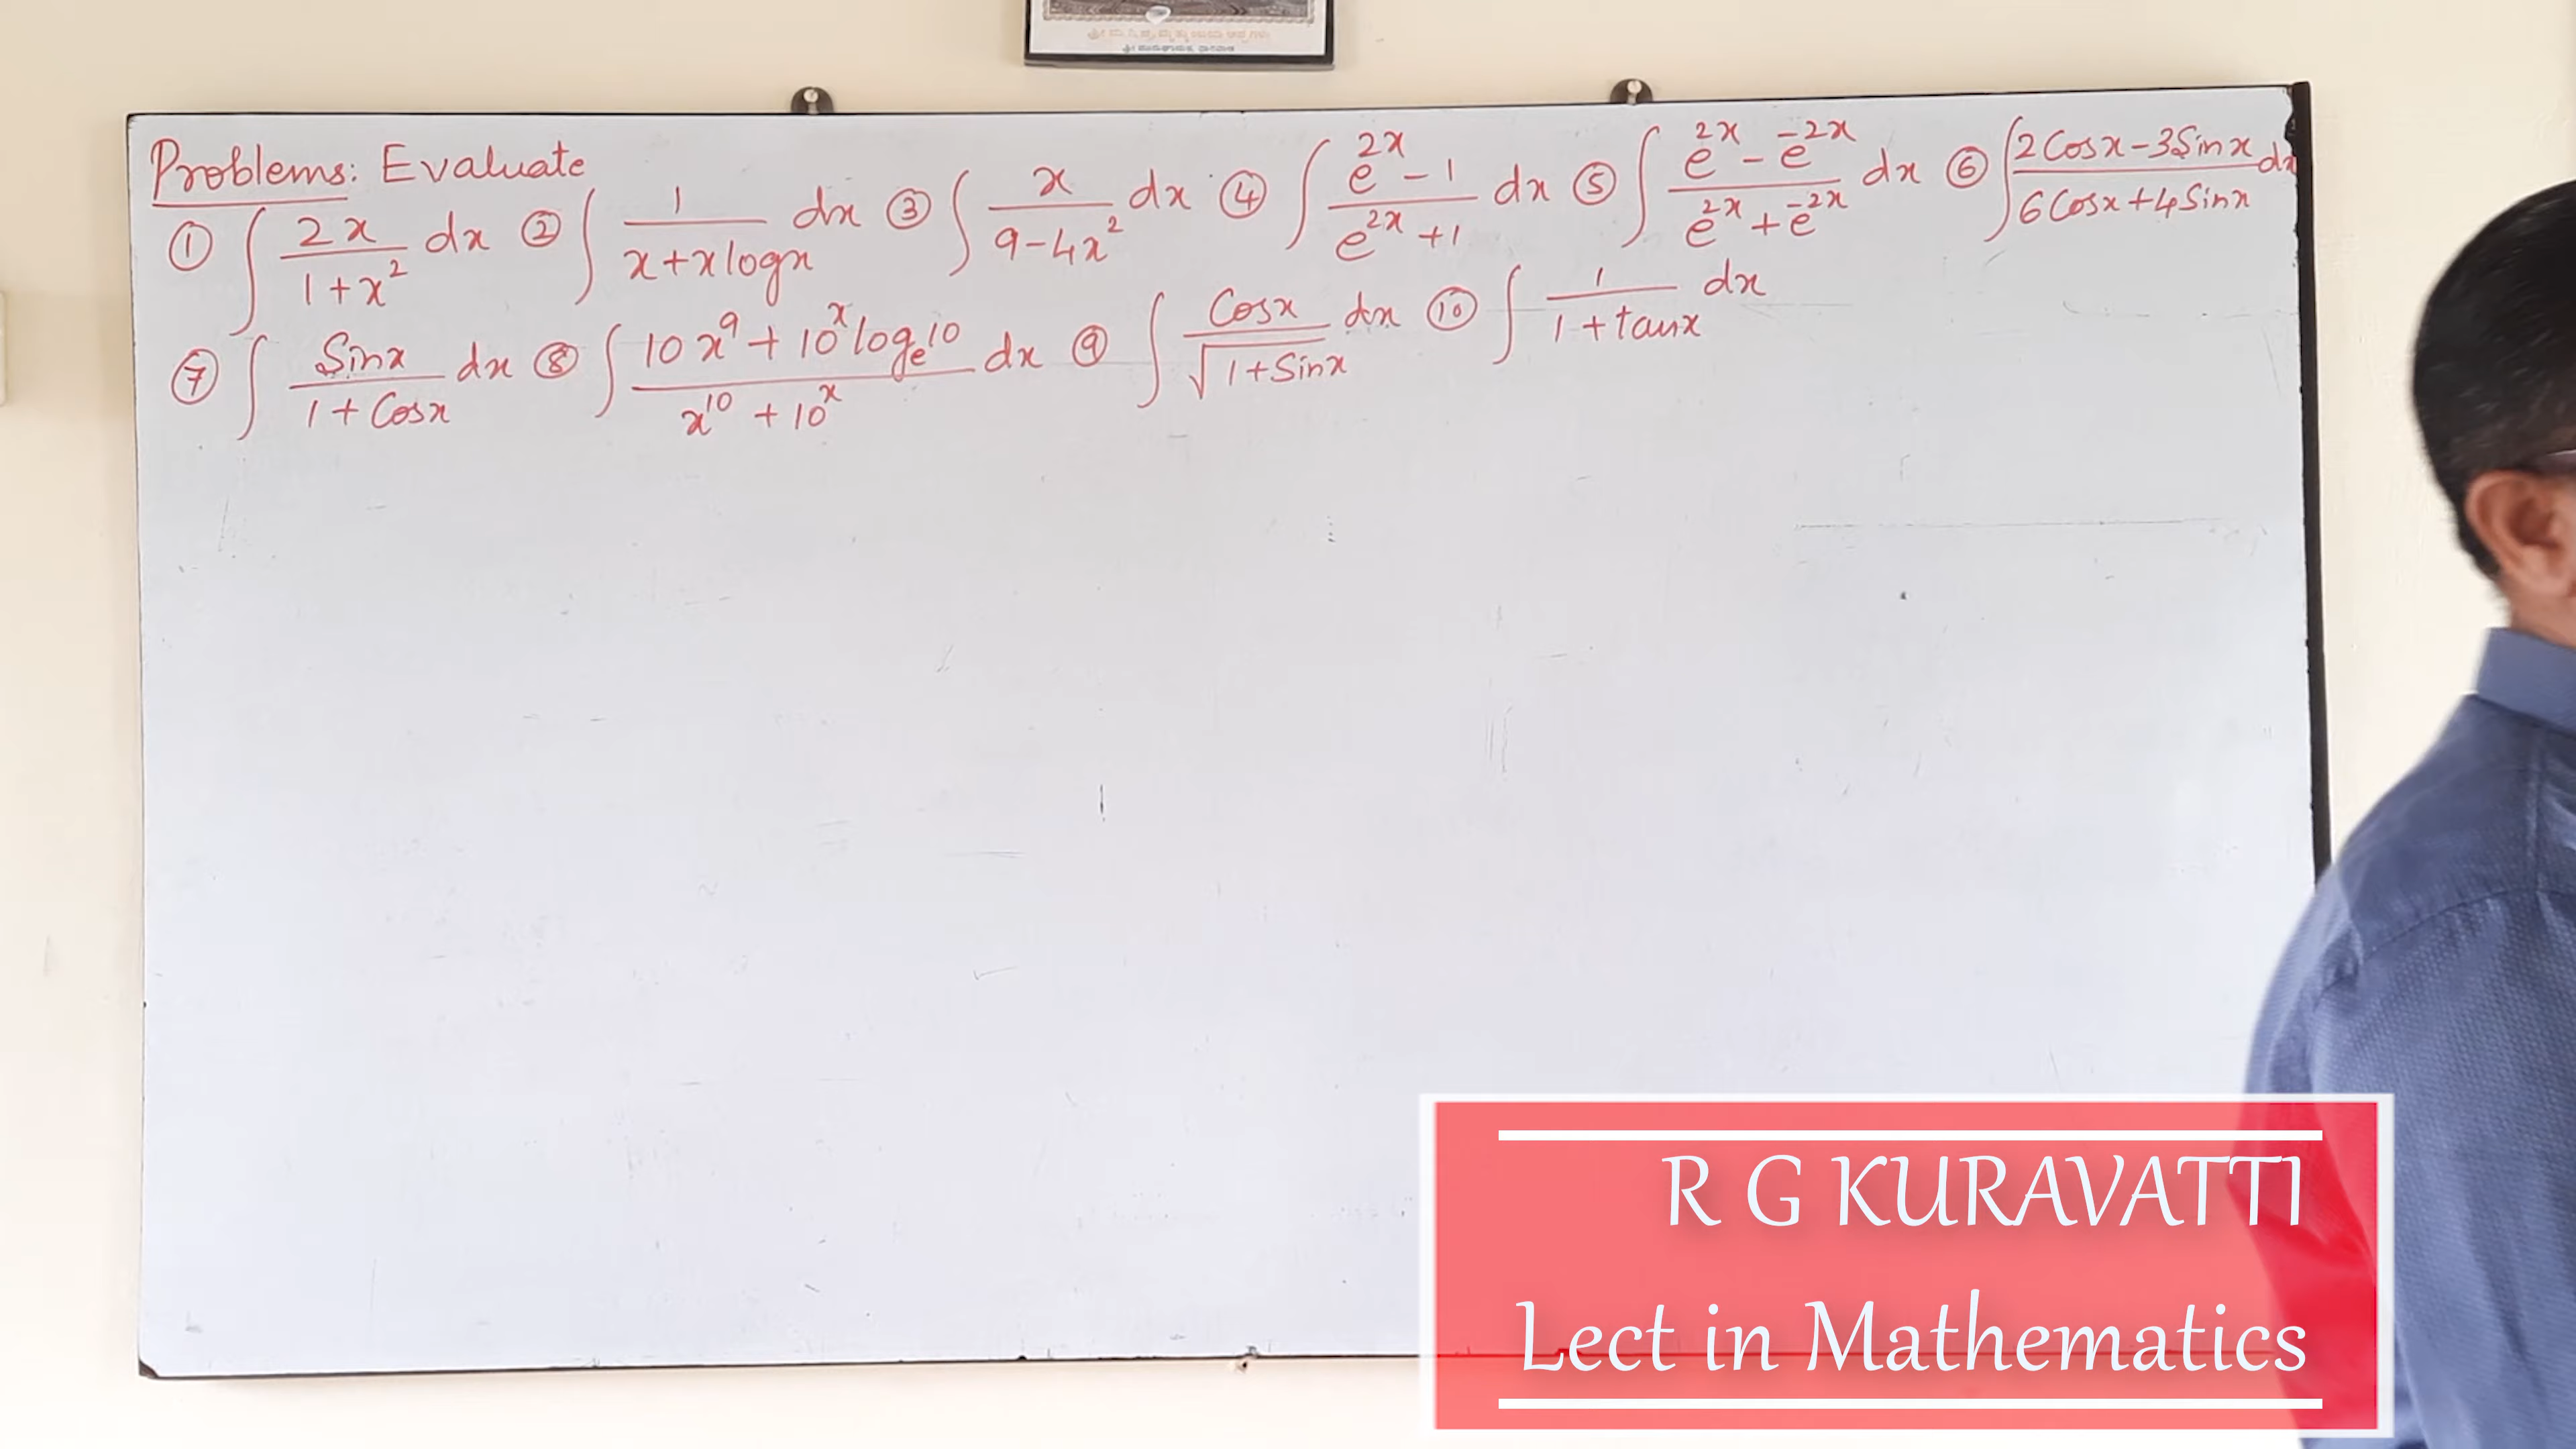 Problems: Evaluate
① ∫ 2x/(1+x²) dx ② ∫ 1/(x+xlogx) dx ③ ∫ x/(9-4x²) dx ④ ∫ (e^{2x}-1)/(e^{2x}+1) dx ⑤ ∫ (e^{2x}-e^{-2x})/(e^{2x}+e^{-2x}) dx ⑥ ∫ (2Cosx-3Sinx)/(6Cosx+4Sinx) dx
⑦ ∫ Sinx/(1+Cosx) dx ⑧ ∫ (10x⁹+10^x log_e 10)/(x^{10}+10^x) dx ⑨ ∫ Cosx/√(1+Sinx) dx ⑩ ∫ 1/(1+tanx) dx
R G KURAVATTI
Lect in Mathematics